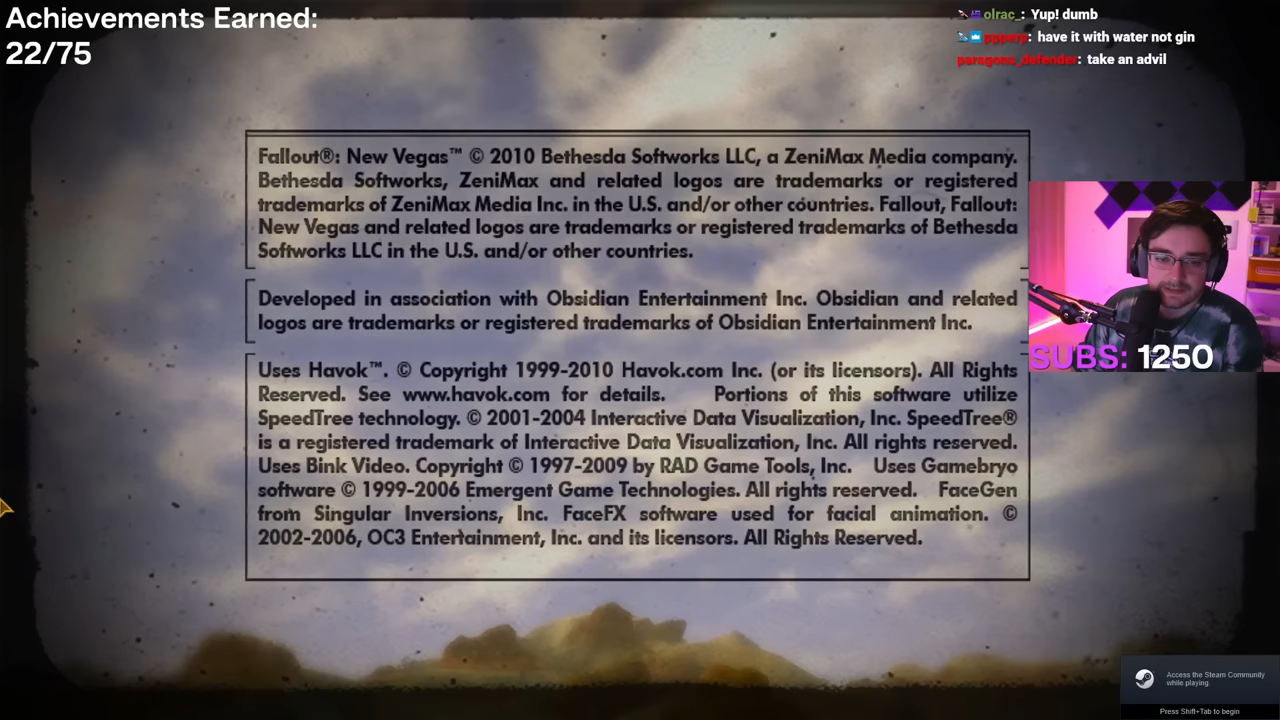 Achievements Earned:
22/75
olrac_: Yup! dumb
ppperp: have it with water not gin
paragons_defender: take an advil
Fallout®: New Vegas™ © 2010 Bethesda Softworks LLC, a ZeniMax Media company.
Bethesda Softworks, ZeniMax and related logos are trademarks or registered
trademarks of ZeniMax Media Inc. in the U.S. and/or other countries. Fallout, Fallout:
New Vegas and related logos are trademarks or registered trademarks of Bethesda
Softworks LLC in the U.S. and/or other countries.
Developed in association with Obsidian Entertainment Inc. Obsidian and related
logos are trademarks or registered trademarks of Obsidian Entertainment Inc.
Uses Havok™. © Copyright 1999-2010 Havok.com Inc. (or its licensors). All Rights
Reserved. See www.havok.com for details. Portions of this software utilize
SpeedTree technology. © 2001-2004 Interactive Data Visualization, Inc. SpeedTree®
is a registered trademark of Interactive Data Visualization, Inc. All rights reserved.
Uses Bink Video. Copyright © 1997-2009 by RAD Game Tools, Inc. Uses Gamebryo
software © 1999-2006 Emergent Game Technologies. All rights reserved. FaceGen
from Singular Inversions, Inc. FaceFX software used for facial animation. ©
2002-2006, OC3 Entertainment, Inc. and its licensors. All Rights Reserved.
SUBS: 1250
Access the Steam Community
while playing.
Press Shift+Tab to begin